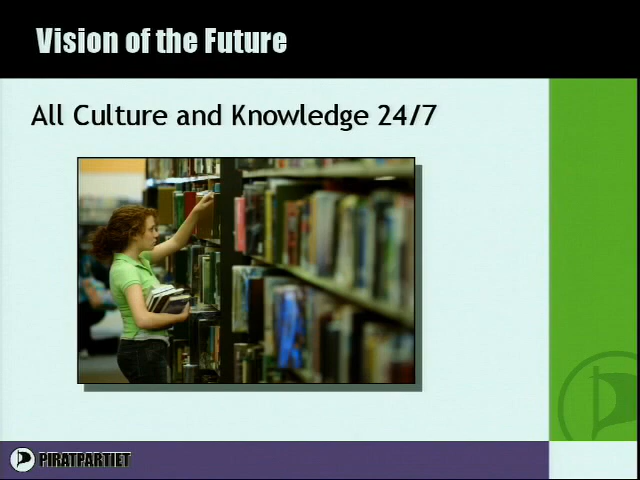 Vision of the Future
All Culture and Knowledge 24/7
PIRATPARTIET